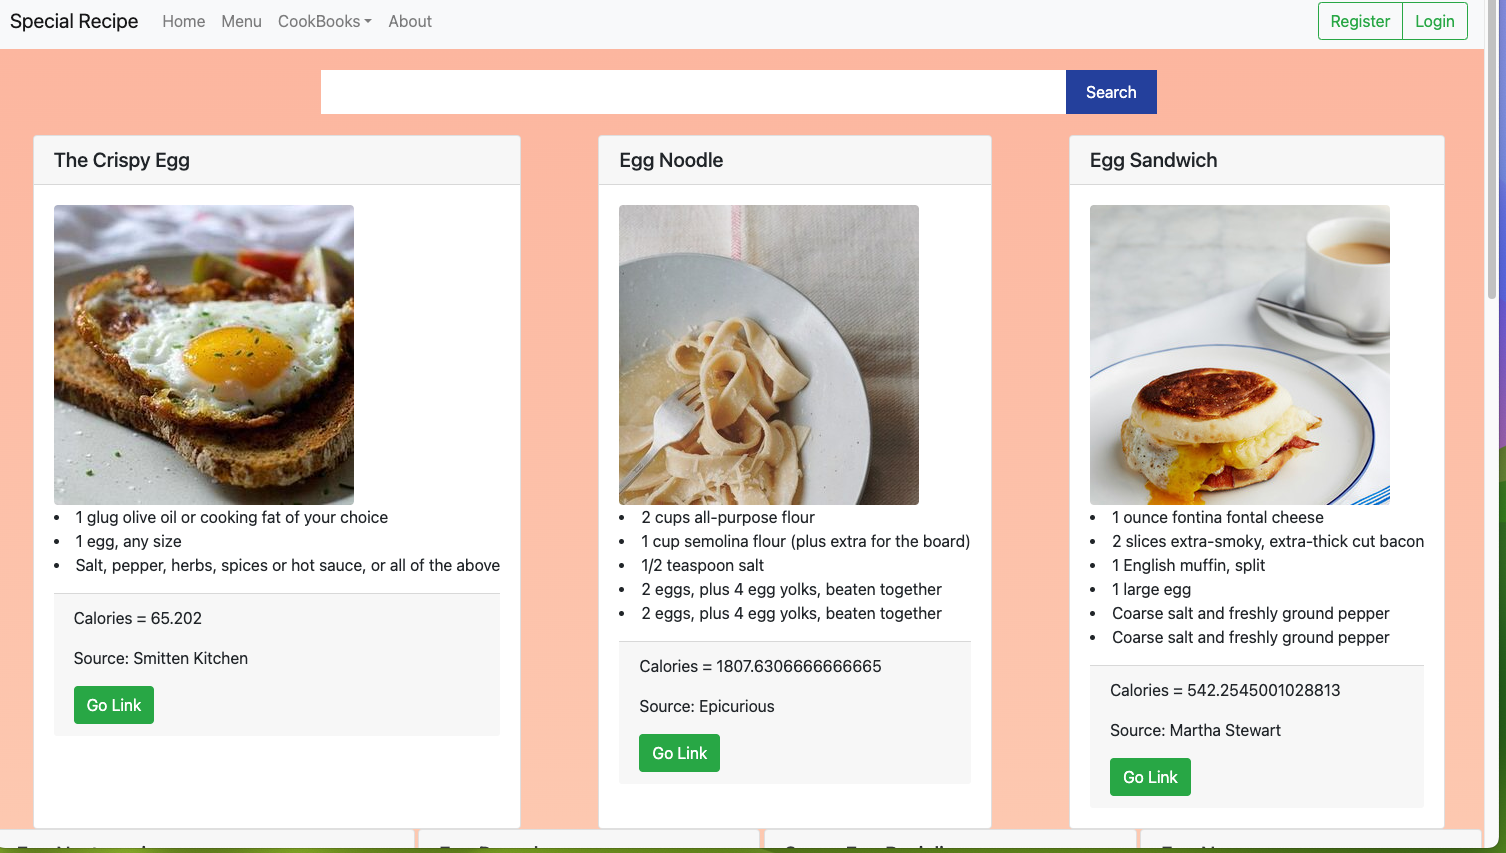 Special Recipe Home Menu CookBooks About Register Login
Search
The Crispy Egg
1 glug olive oil or cooking fat of your choice
1 egg, any size
Salt, pepper, herbs, spices or hot sauce, or all of the above
Calories = 65.202
Source: Smitten Kitchen
Go Link
Egg Noodle
2 cups all-purpose flour
1 cup semolina flour (plus extra for the board)
1/2 teaspoon salt
2 eggs, plus 4 egg yolks, beaten together
2 eggs, plus 4 egg yolks, beaten together
Calories = 1807.6306666666665
Source: Epicurious
Go Link
Egg Sandwich
1 ounce fontina fontal cheese
2 slices extra-smoky, extra-thick cut bacon
1 English muffin, split
1 large egg
Coarse salt and freshly ground pepper
Coarse salt and freshly ground pepper
Calories = 542.2545001028813
Source: Martha Stewart
Go Link